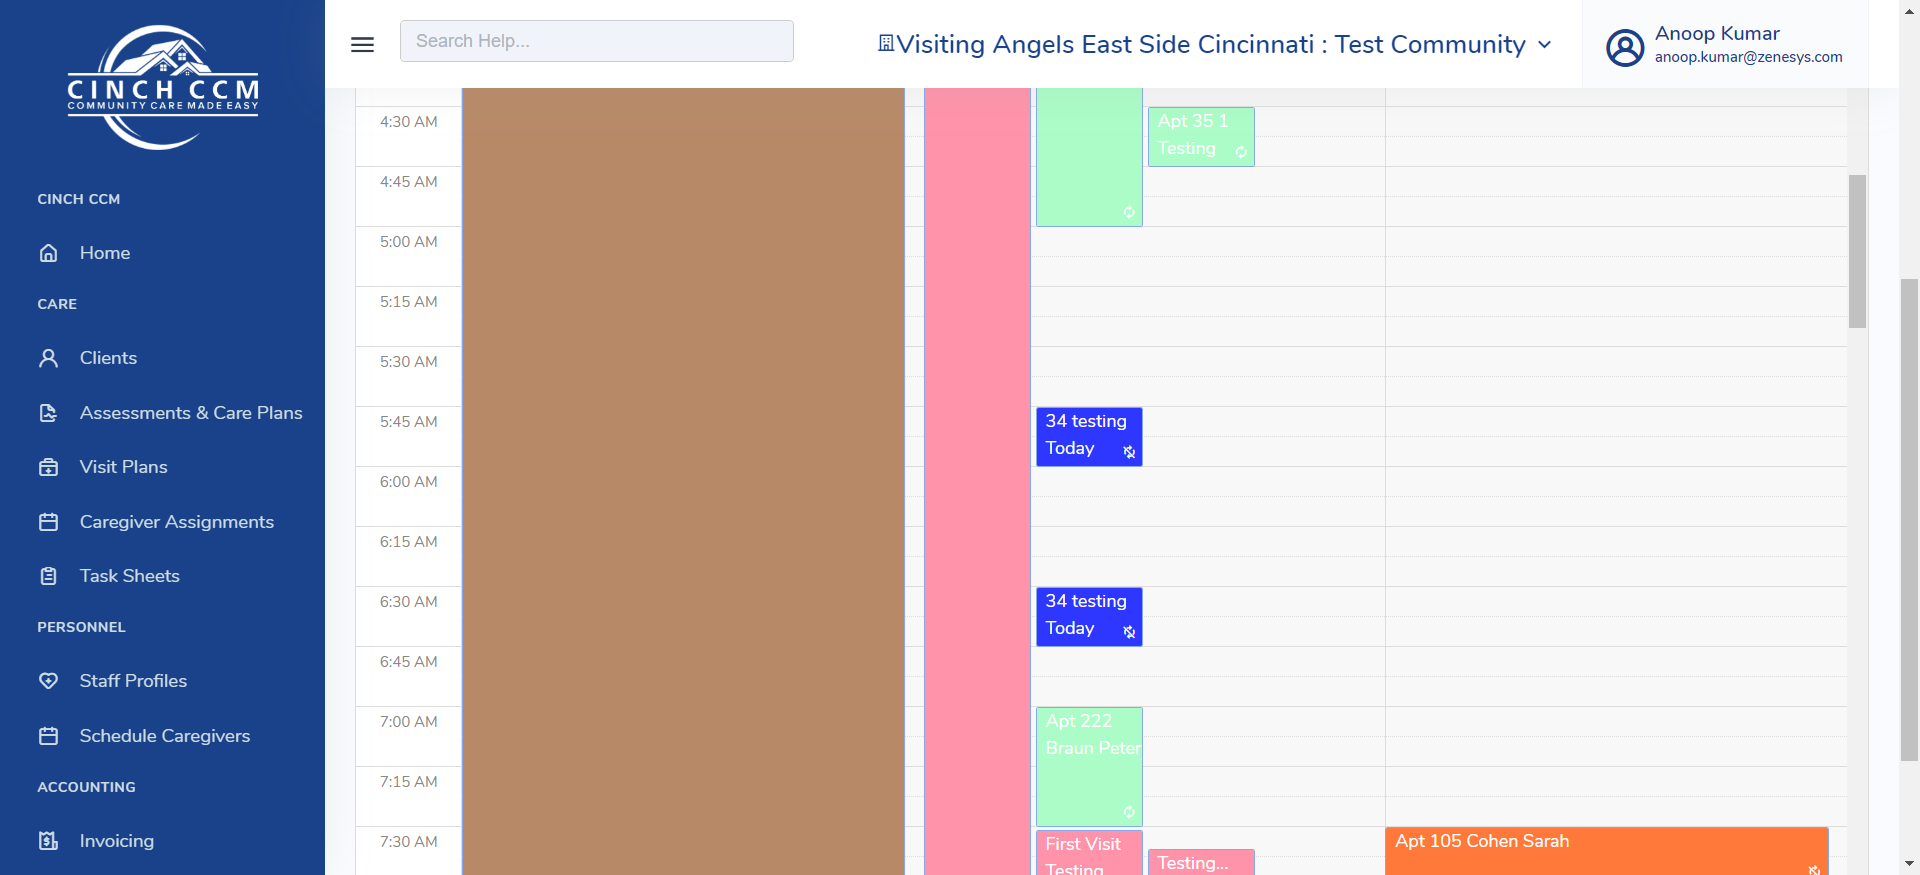 CINCH CCM
COMMUNITY CARE MADE EASY
Search Help...
Visiting Angels East Side Cincinnati : Test Community
Anoop Kumar
anoop.kumar@zenesys.com
CINCH CCM
Home
CARE
Clients
Assessments & Care Plans
Visit Plans
Caregiver Assignments
Task Sheets
PERSONNEL
Staff Profiles
Schedule Caregivers
ACCOUNTING
Invoicing
4:30 AM
Apt 35 1
Testing
4:45 AM
5:00 AM
5:15 AM
5:30 AM
5:45 AM
34 testing
Today
6:00 AM
6:15 AM
6:30 AM
34 testing
Today
6:45 AM
7:00 AM
Apt 222
Braun Peter
7:15 AM
7:30 AM
First Visit
Testing
Testing...
Apt 105 Cohen Sarah